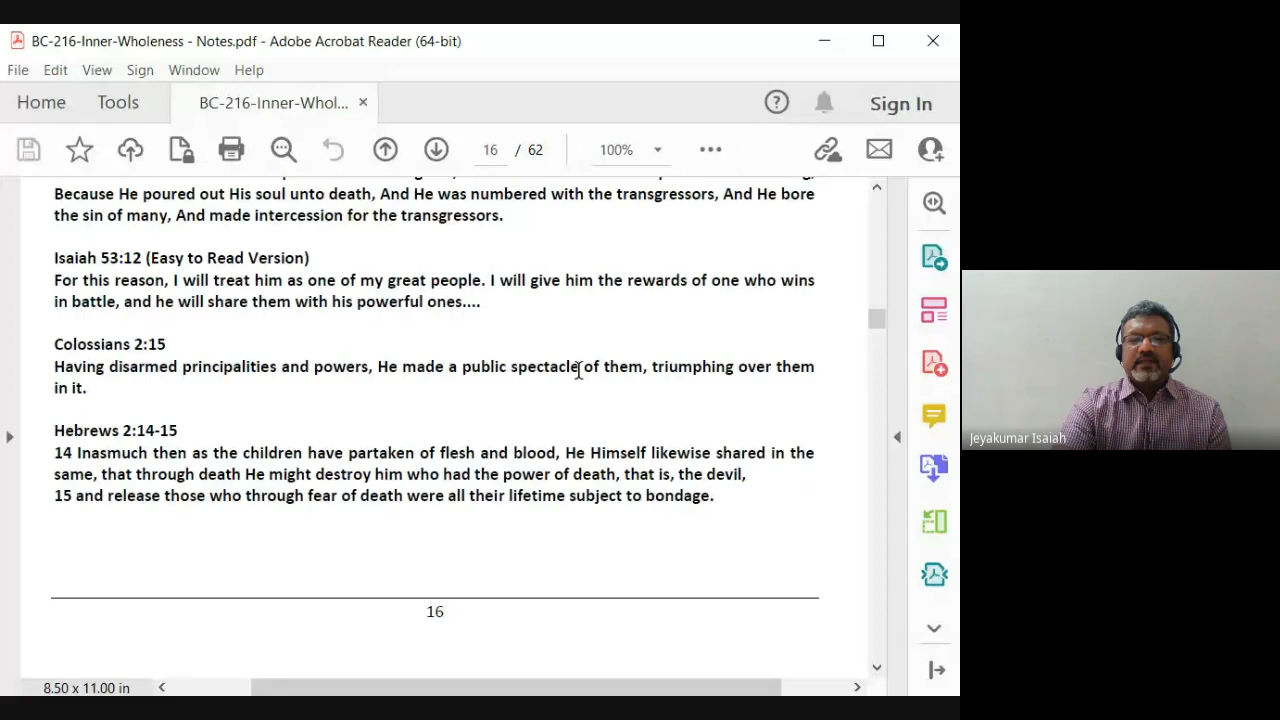 BC-216-Inner-Wholeness - Notes.pdf - Adobe Acrobat Reader (64-bit)
File Edit View Sign Window Help
Home Tools BC-216-Inner-Whol... × Sign In
16 / 62 100%
Because He poured out His soul unto death, And He was numbered with the transgressors, And He bore
the sin of many, And made intercession for the transgressors.
Isaiah 53:12 (Easy to Read Version)
For this reason, I will treat him as one of my great people. I will give him the rewards of one who wins
in battle, and he will share them with his powerful ones....
Colossians 2:15
Having disarmed principalities and powers, He made a public spectacle of them, triumphing over them
in it.
Hebrews 2:14-15
14 Inasmuch then as the children have partaken of flesh and blood, He Himself likewise shared in the
same, that through death He might destroy him who had the power of death, that is, the devil,
15 and release those who through fear of death were all their lifetime subject to bondage.
16
8.50 x 11.00 in
Jeyakumar Isaiah